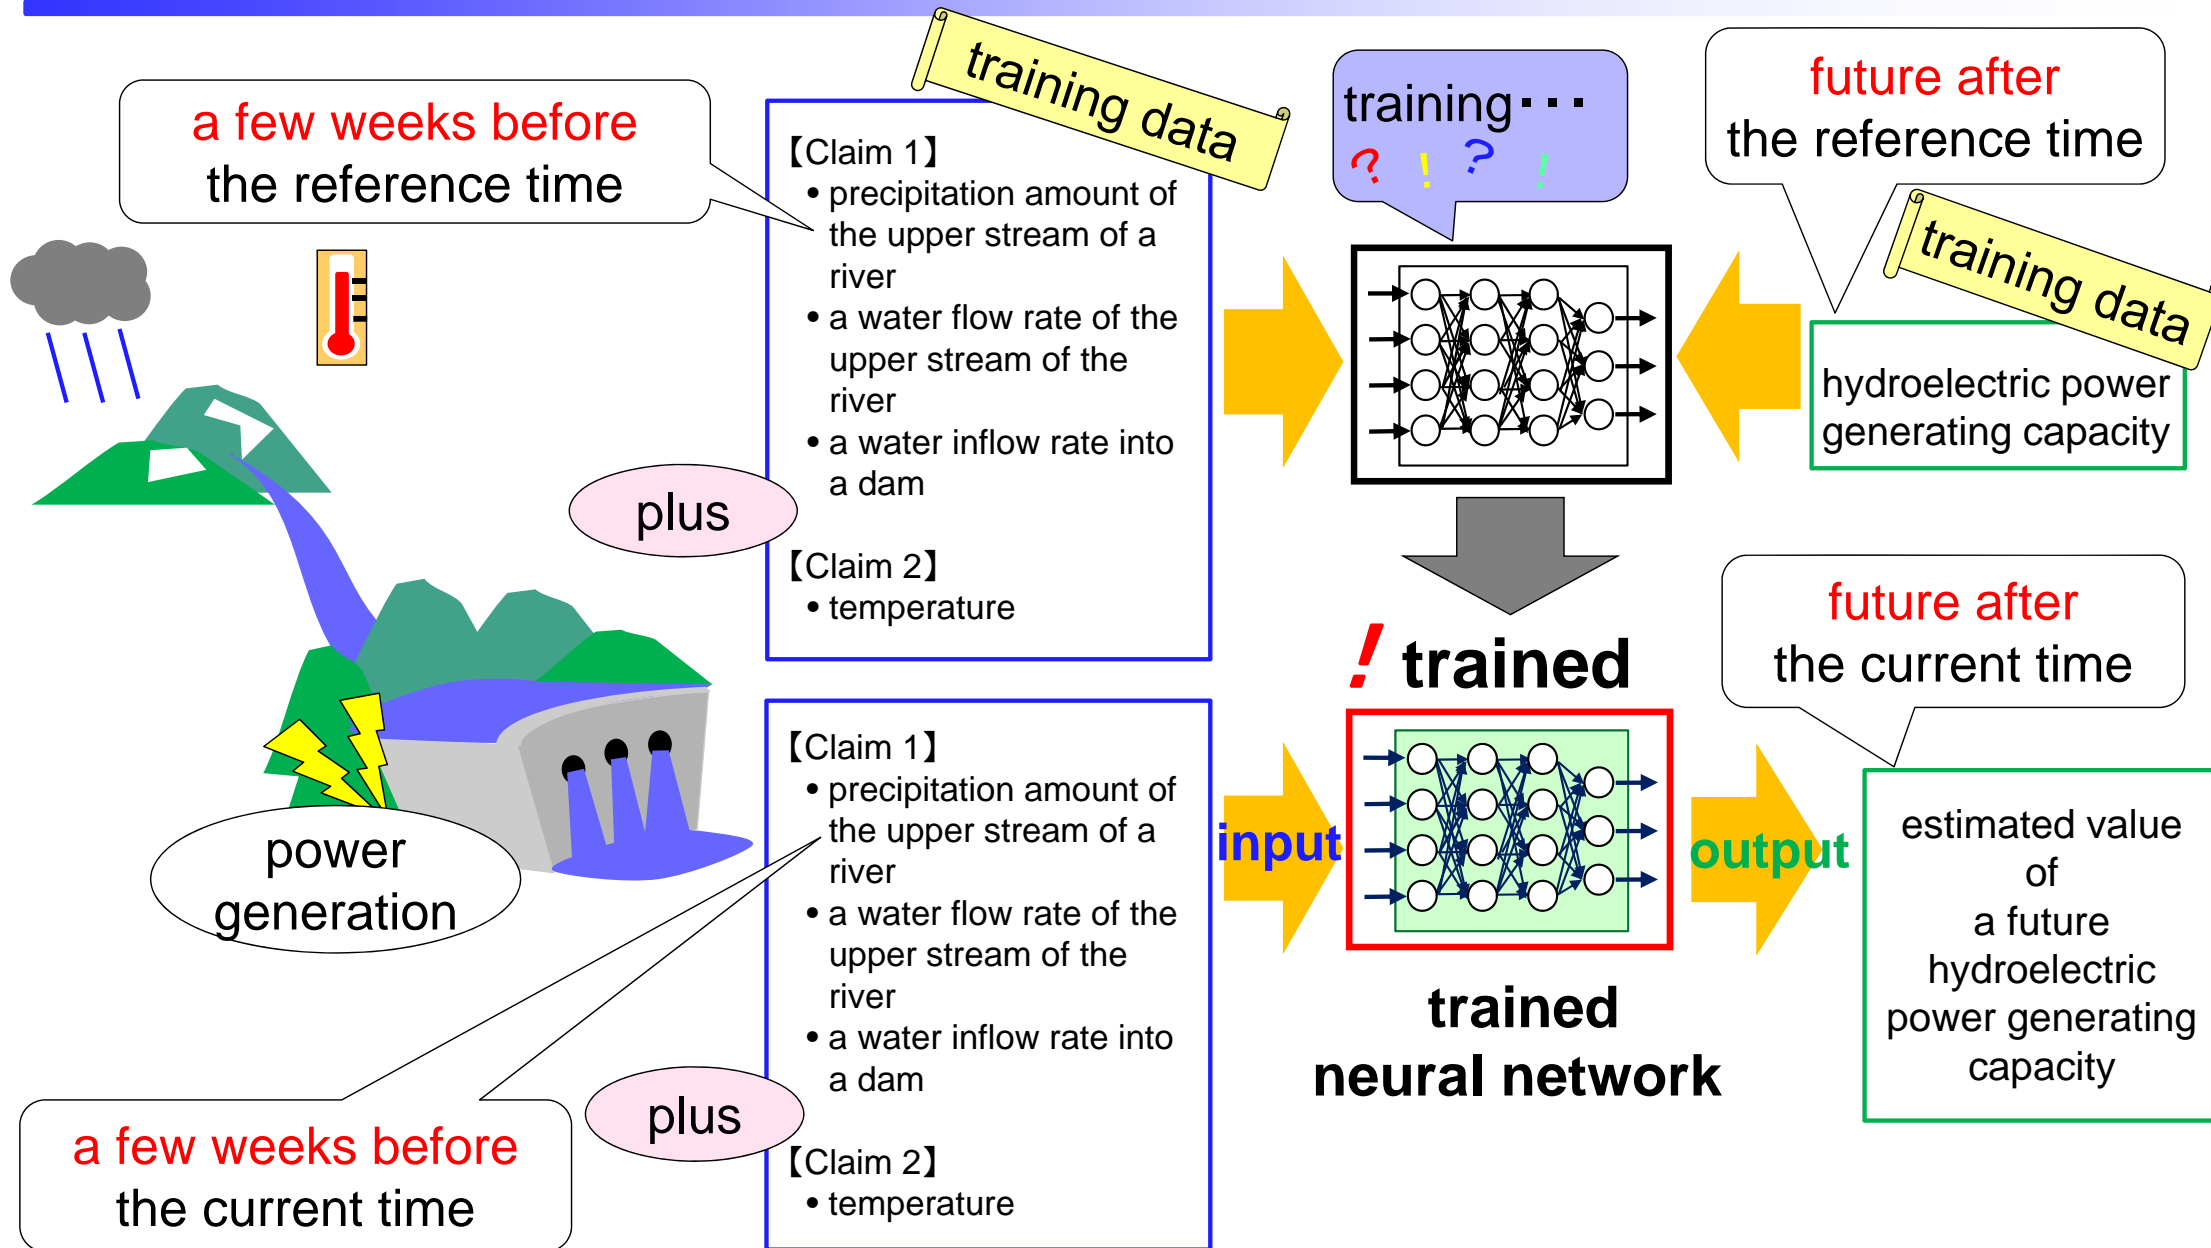 a few weeks before
the reference time
training data
【Claim 1】
• precipitation amount of
the upper stream of a
river
• a water flow rate of the
upper stream of the
river
• a water inflow rate into
a dam
plus
【Claim 2】
• temperature
training･･･
? ! ? !
future after
the reference time
training data
hydroelectric power
generating capacity
! trained
future after
the current time
power
generation
【Claim 1】
• precipitation amount of
the upper stream of a
river
• a water flow rate of the
upper stream of the
river
• a water inflow rate into
a dam
plus
【Claim 2】
• temperature
a few weeks before
the current time
input
output
trained
neural network
estimated value
of
a future
hydroelectric
power generating
capacity